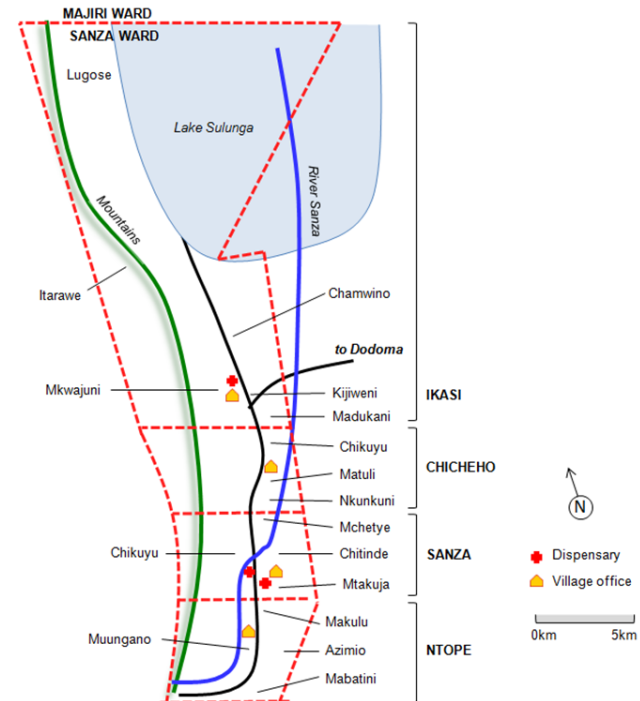 MAJIRI WARD
SANZA WARD
Lugose
Lake Sulunga
River Sanza
Mountains
Itarawe
Chamwino
to Dodoma
Mkwajuni
Kijiweni
IKASI
Madukani
Chikuyu
CHICHEHO
Matuli
Nkunkuni
N
Mchetye
Chikuyu
Chitinde
SANZA
Dispensary
Mtakuja
Village office
Makulu
0km 5km
Muungano
Azimio
NTOPE
Mabatini